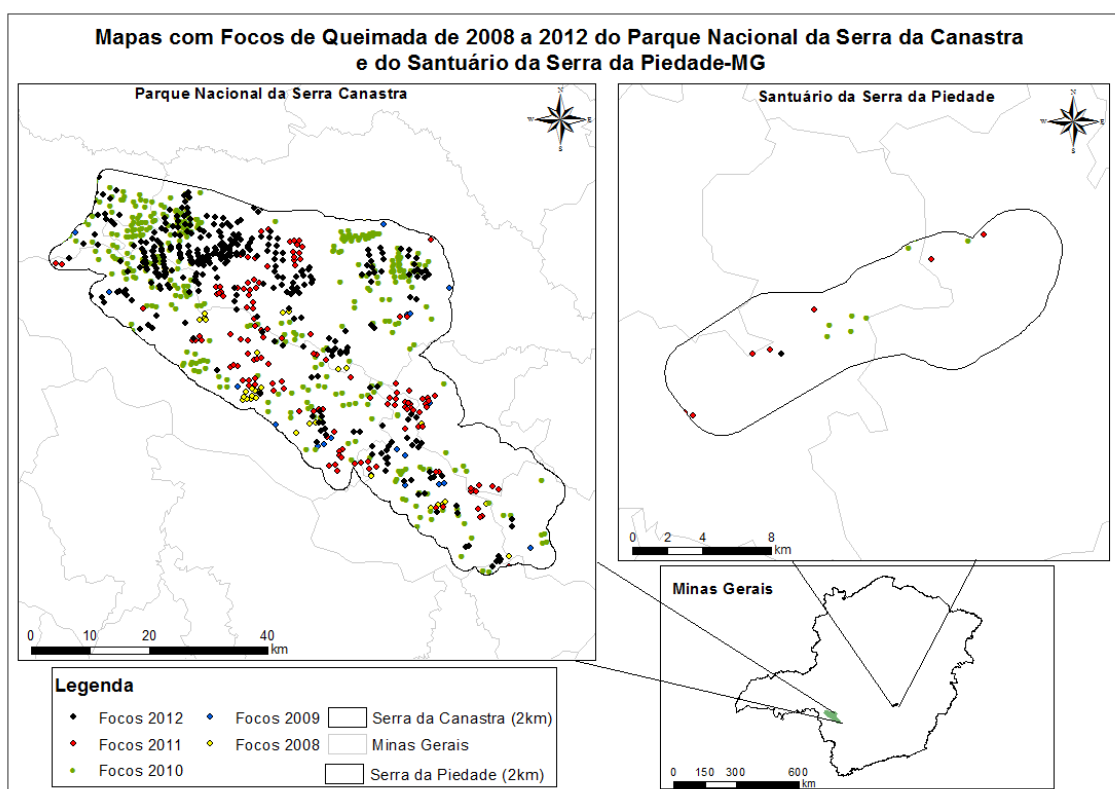 Mapas com Focos de Queimada de 2008 a 2012 do Parque Nacional da Serra da Canastra
e do Santuário da Serra da Piedade-MG
Parque Nacional da Serra Canastra
N
W
E
S
0
10
20
40
km
Santuário da Serra da Piedade
N
W
E
S
0
2
4
8
km
Minas Gerais
0
150
300
600
km
Legenda
Focos 2012
Focos 2009
Serra da Canastra (2km)
Focos 2011
Focos 2008
Minas Gerais
Focos 2010
Serra da Piedade (2km)